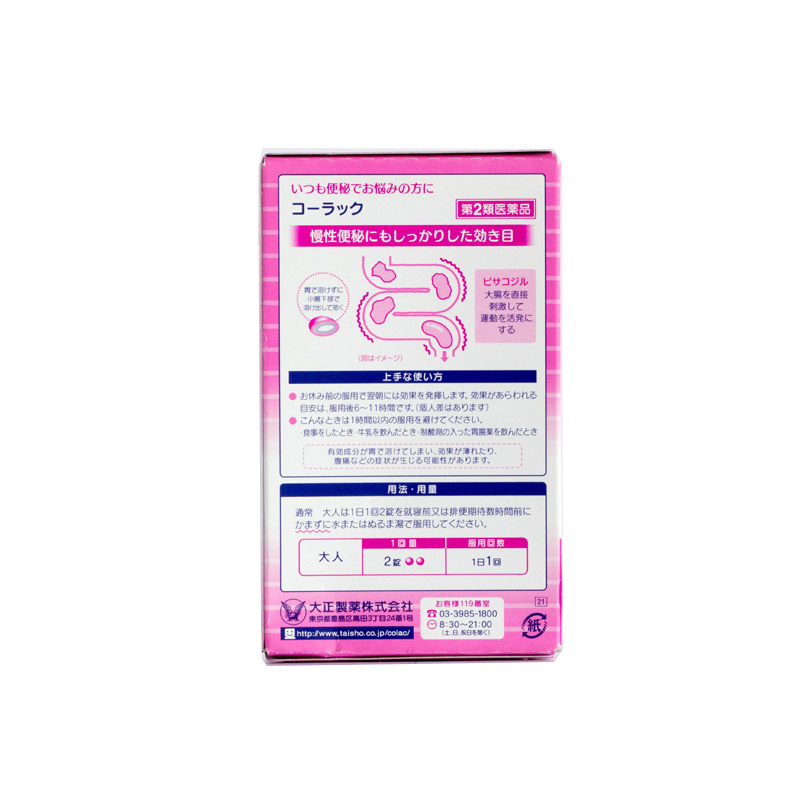 いつも便秘でお悩みの方に
コーラック
第2類医薬品
慢性便秘にもしっかりした効き目
胃で溶けずに
小腸下部で
溶け出して効く
ビサコジル
大腸を直接
刺激して
運動を活発に
する
(図はイメージ)
上手な使い方
●お休み前の服用で翌朝には効果を発揮します。効果があらわれる
目安は、服用後6～11時間です。(個人差はあります)
●こんなときは1時間以内の服用を避けてください。
・食事をしたとき・牛乳を飲んだとき・制酸剤の入った胃腸薬を飲んだとき
有効成分が胃で溶けてしまい、効果が薄れたり、
腹痛などの症状が生じる可能性があります。
用法・用量
通常 大人は1日1回2錠を就寝前又は排便期待数時間前に
かまずに水またはぬるま湯で服用してください。
1回量 服用回数
大人 2錠 1日1回
大正製薬株式会社
東京都豊島区高田3丁目24番1号
http://www.taisho.co.jp/colac/
お客様119番室
03-3985-1800
8:30～21:00
(土、日、祝日を除く)
21
紙